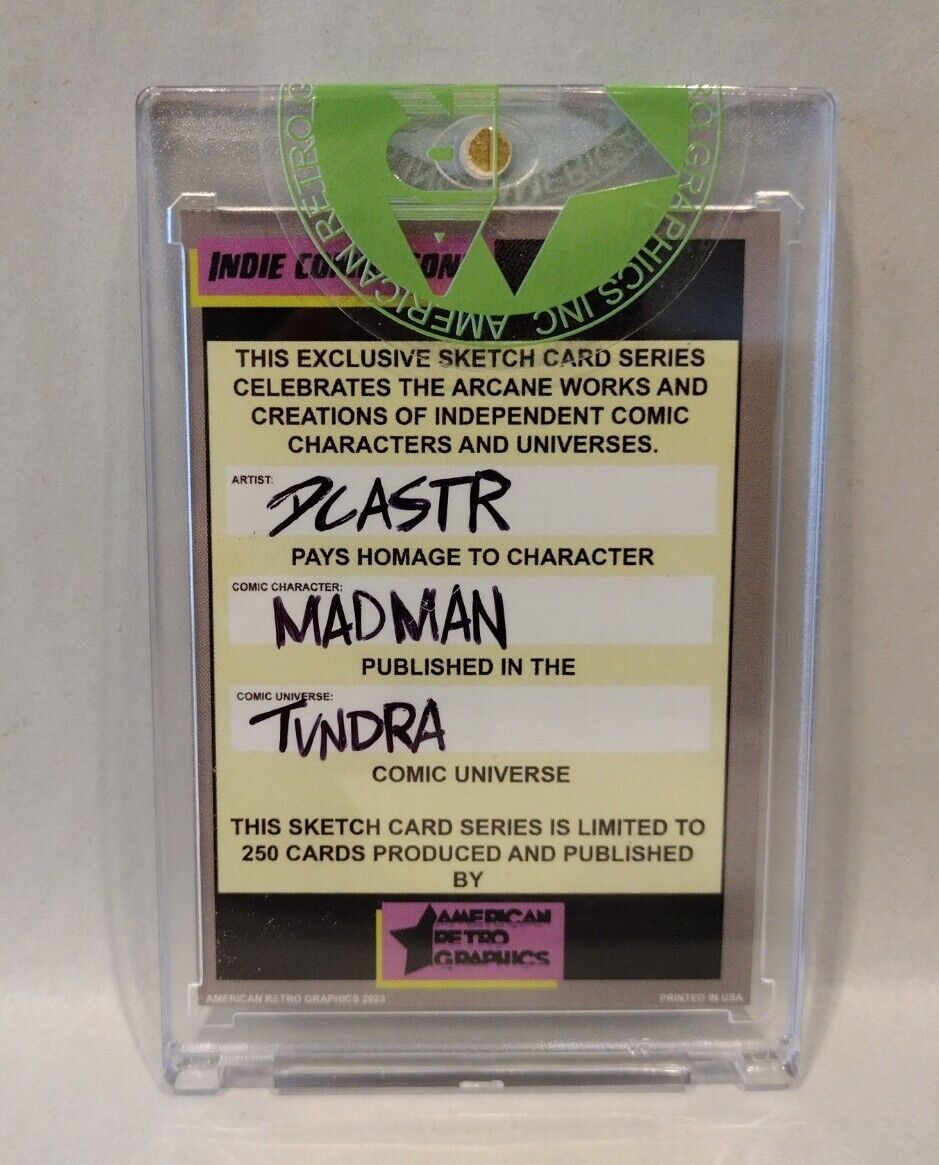 AMERICAN RETRO GRAPHICS INC. AMERICAN RETRO G
INDIE
THIS EXCLUSIVE SKETCH CARD SERIES
CELEBRATES THE ARCANE WORKS AND
CREATIONS OF INDEPENDENT COMIC
CHARACTERS AND UNIVERSES.
ARTIST:
DCASTR
PAYS HOMAGE TO CHARACTER
COMIC CHARACTER:
MADMAN
PUBLISHED IN THE
COMIC UNIVERSE:
TUNDRA
COMIC UNIVERSE
THIS SKETCH CARD SERIES IS LIMITED TO
250 CARDS PRODUCED AND PUBLISHED
BY
AMERICAN
RETRO
GRAPHICS
AMERICAN RETRO GRAPHICS 2023 PRINTED IN USA